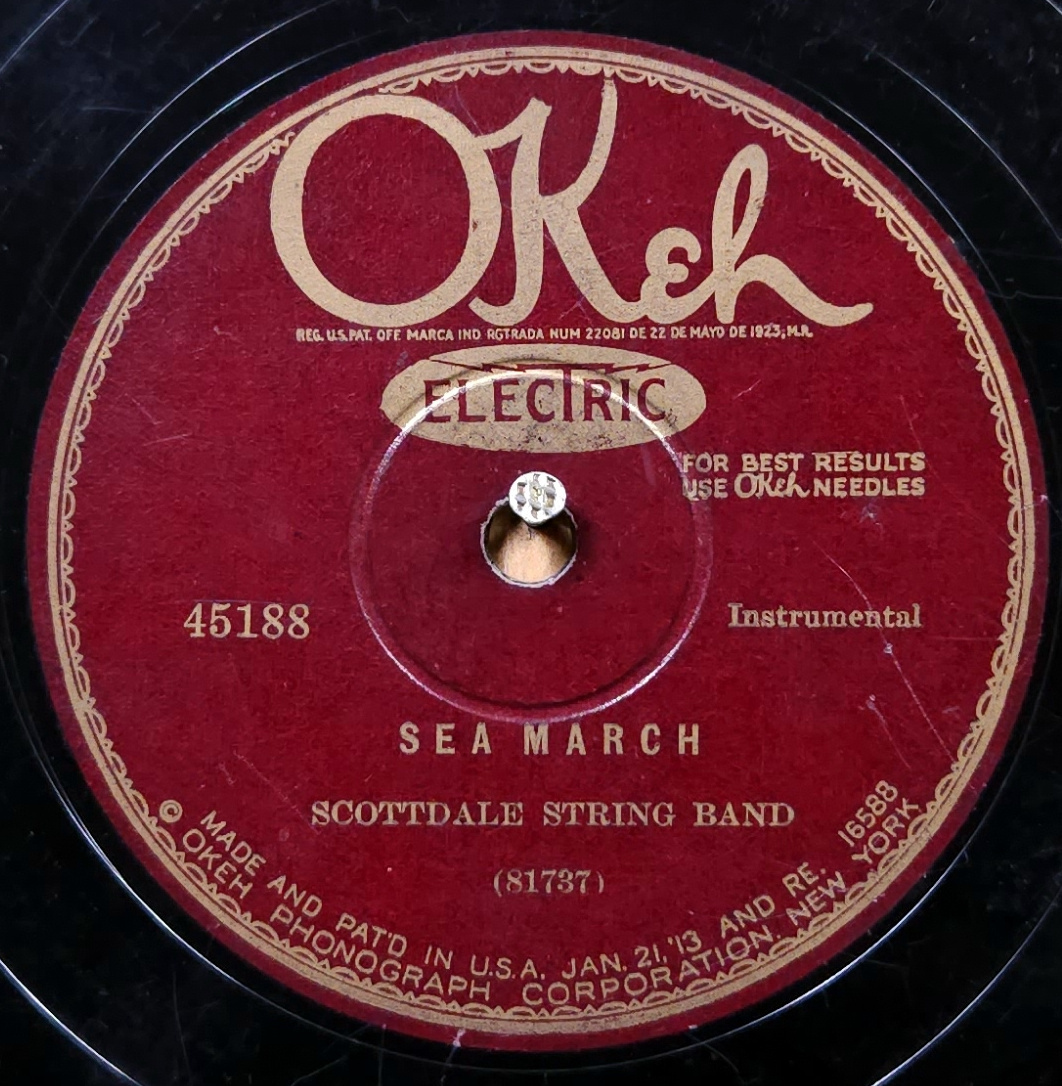 OKeh
REG. U.S. PAT. OFF. MARCA IND RGTRADA NUM 22081 DE 22 DE MAYO DE 1923, M.R.
ELECTRIC
FOR BEST RESULTS
USE OKeh NEEDLES
45188
Instrumental
SEA MARCH
SCOTTDALE STRING BAND
(81737)
MADE AND PAT'D IN U.S.A. JAN. 21, '13 AND RE. 16588
© OKEH PHONOGRAPH CORPORATION. NEW YORK